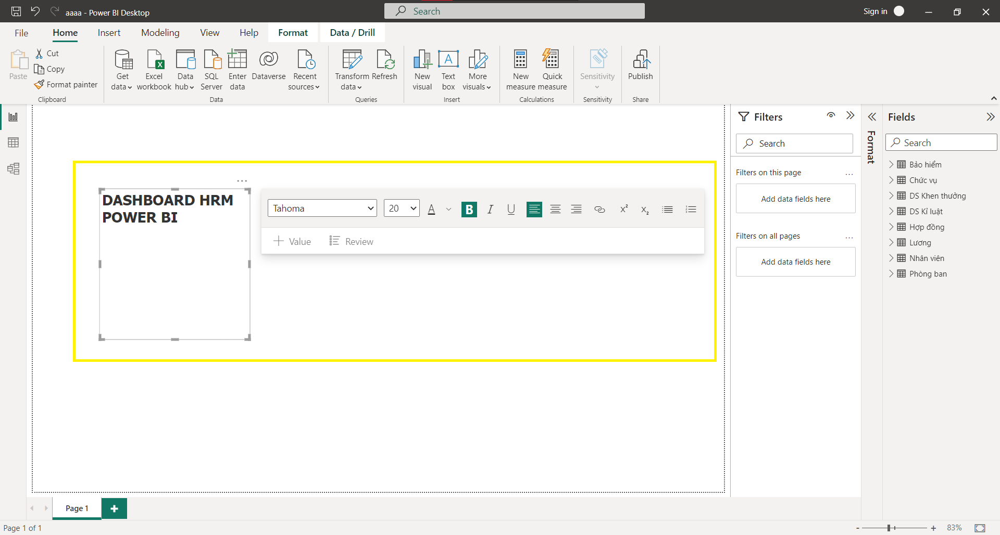 aaaa - Power BI Desktop
Search
Sign in
File
Home
Insert
Modeling
View
Help
Format
Data / Drill
Paste
Cut
Copy
Format painter
Clipboard
Get data
Excel workbook
Data hub
SQL Server
Enter data
Dataverse
Recent sources
Data
Transform data
Refresh
Queries
New visual
Text box
More visuals
Insert
New measure
Quick measure
Calculations
Sensitivity
Sensitivity
Publish
Share
DASHBOARD HRM
POWER BI
Tahoma
20
A
B
I
U
x²
x₂
Value
Review
Filters
Search
Filters on this page
...
Add data fields here
Filters on all pages
...
Add data fields here
Format
Fields
Search
Bảo hiểm
Chức vụ
DS Khen thưởng
DS Kỉ luật
Hợp đồng
Lương
Nhân viên
Phòng ban
Page 1
Page 1 of 1
- + 83%